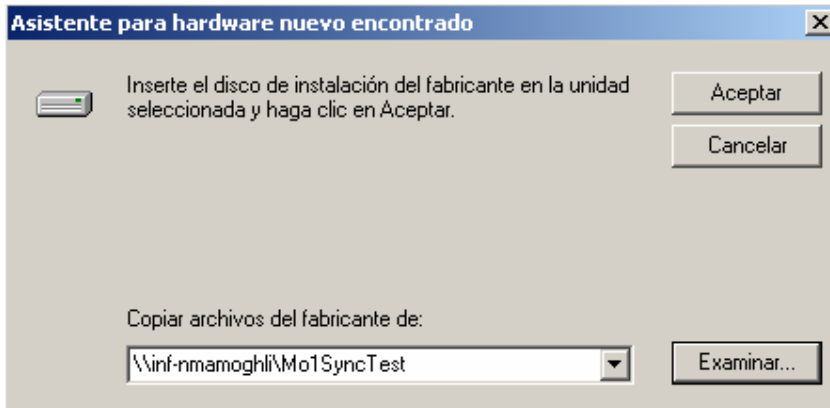 Asistente para hardware nuevo encontrado
Inserte el disco de instalación del fabricante en la unidad
seleccionada y haga clic en Aceptar.
Aceptar
Cancelar
Copiar archivos del fabricante de:
\\inf-nmamoghli\Mo1SyncTest
Examinar...